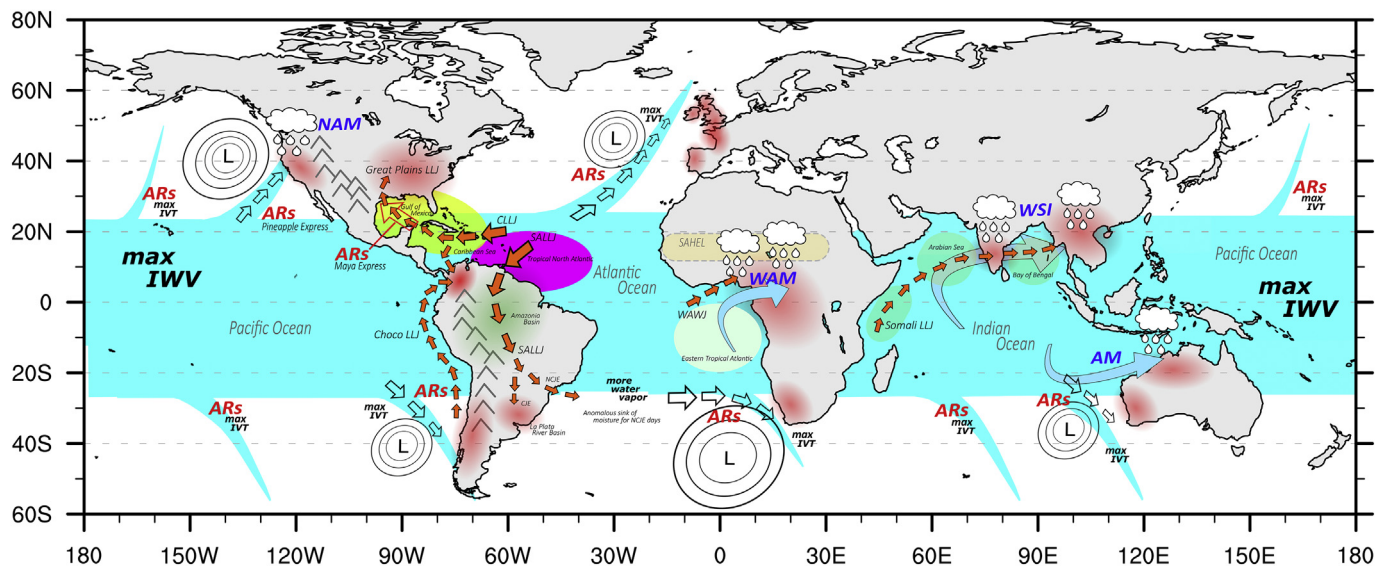 80N
60N
40N
20N
0
20S
40S
60S
180
150W
120W
90W
60W
30W
0
30E
60E
90E
120E
150E
180
NAM
L
ARs
max
IVT
ARs
Pineapple Express
Great Plains LLJ
Gulf of
Mexico
ARs
Maya Express
Caribbean Sea
CLLJ
SALLJ
Tropical North Atlantic
L
max
IVT
ARs
max
IWV
Atlantic
Ocean
Pacific Ocean
Choco LLJ
Amazonia
Basin
SALLJ
NCJE
CJE
La Plata
River Basin
ARs
max
IVT
ARs
max
IVT
L
more
water
vapor
Anomalous sink of
moisture for NCJE days
SAHEL
WAM
WAWJ
Eastern Tropical Atlantic
ARs
L
max
IVT
Somali LLJ
Arabian Sea
WSI
Bay of Bengal
Indian
Ocean
AM
ARs
max
IVT
ARs
L
max
IVT
ARs
max
IVT
Pacific Ocean
max
IWV